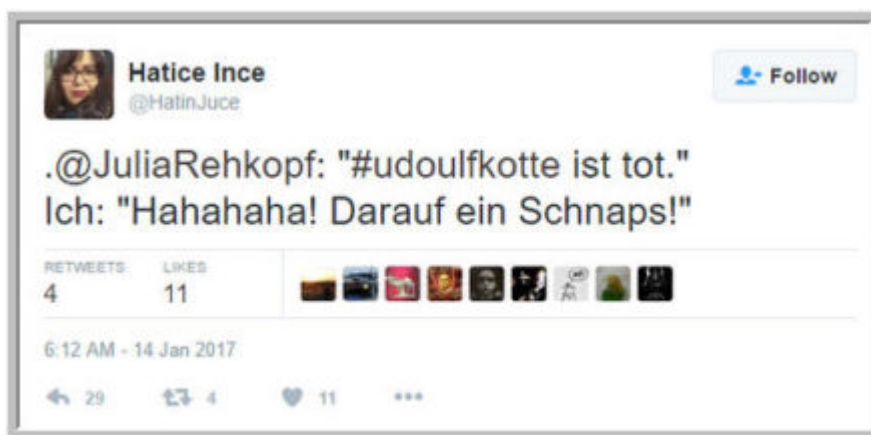 Hatice Ince
@HatinJuce
Follow
.@JuliaRehkopf: "#udoulfkotte ist tot."
Ich: "Hahahaha! Darauf ein Schnaps!"
RETWEETS LIKES
4 11
6:12 AM - 14 Jan 2017
29 4 11